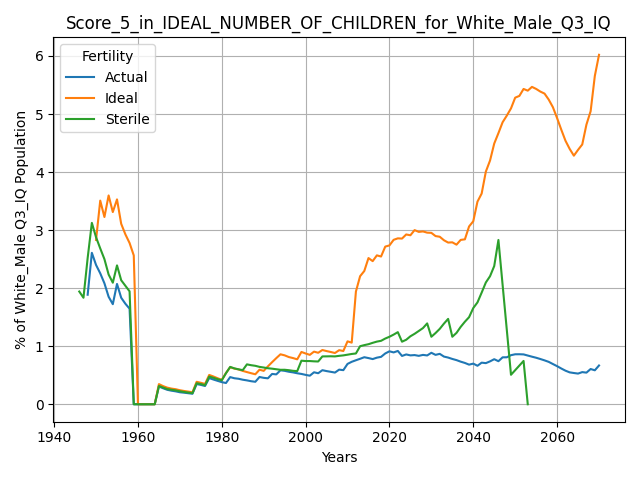 Score_5_in_IDEAL_NUMBER_OF_CHILDREN_for_White_Male_Q3_IQ
Fertility
Actual
Ideal
Sterile
% of White_Male Q3_IQ Population
6
5
4
3
2
1
0
1940 1960 1980 2000 2020 2040 2060
Years